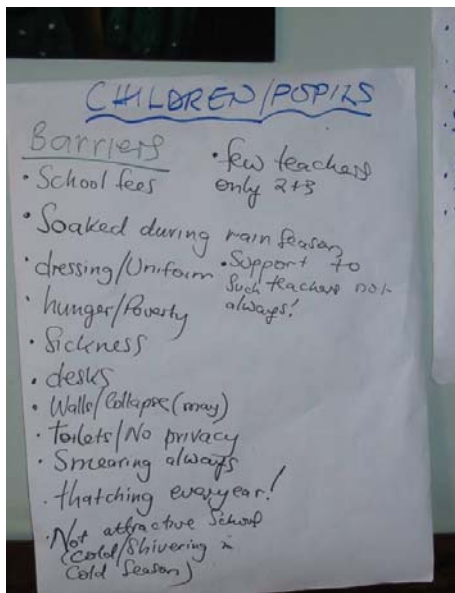 CHILDREN/PUPILS
Barriers
• School fees
• few teachers
only 2+3
• Soaked during rain season
• dressing/Uniform
• Support to
Such teachers not
always!
• hunger/Poverty
• Sickness
• desks
• Walls/Collapse (may)
• Toilets/No privacy
• Smearing always
• thatching everyyear!
• Not attractive School
(Cold/Shivering in
Cold Season)